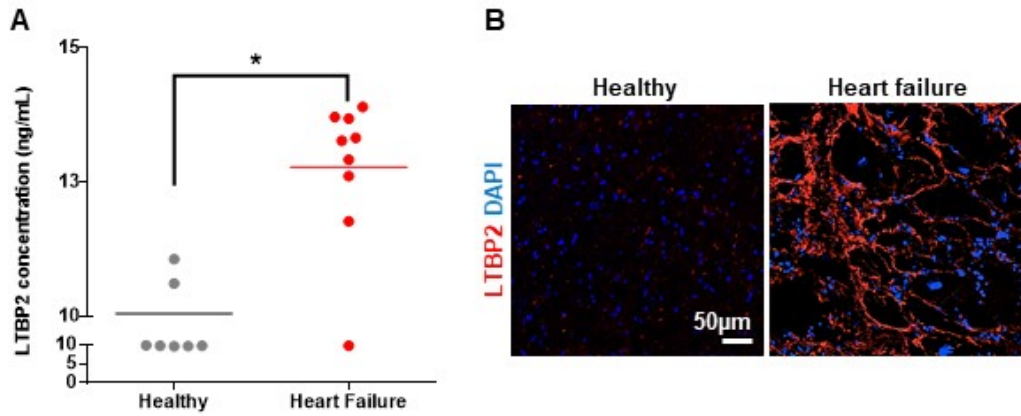 A
LTBP2 concentration (ng/mL)
15
13
10
10
5
0
*
Healthy
Heart Failure
B
Healthy
Heart failure
LTBP2 DAPI
50µm